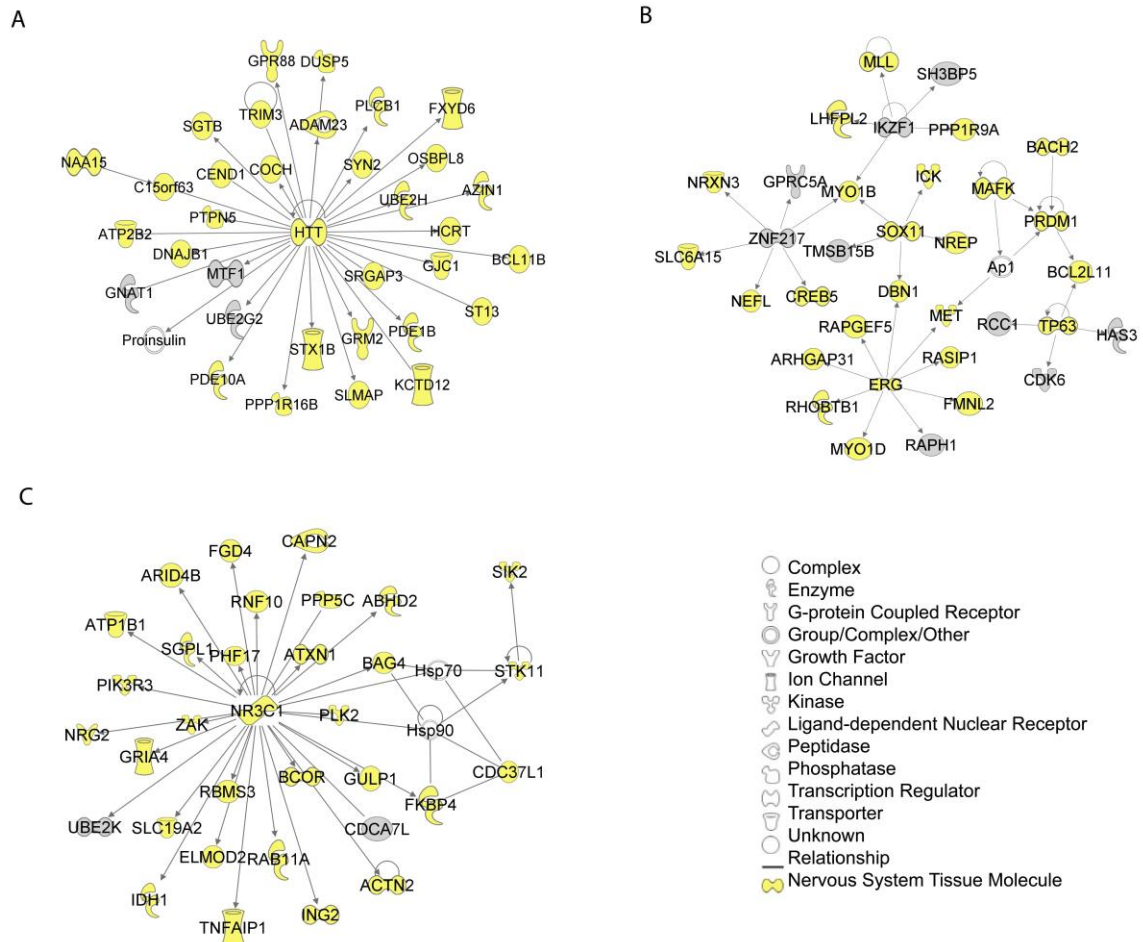 A
GPR88 DUSP5
PLCB1
FXYD6
TRIM3
ADAM23
SGTB
NAA15
CEND1
COCH
SYN2
OSBPL8
C15orf63
UBE2H
AZIN1
PTPN5
ATP2B2
HTT
HCRT
DNAJB1
MTF1
SRGAP3
GJC1
BCL11B
GNAT1
UBE2G2
ST13
Proinsulin
STX1B
GRM2
PDE1B
PDE10A
PPP1R16B
SLMAP
KCTD12
B
MLL
SH3BP5
LHFPL2
IKZF1
PPP1R9A
BACH2
NRXN3
GPRC5A
MYO1B
ICK
MAFK
PRDM1
ZNF217
TMSB15B
SOX11
NREP
SLC6A15
Ap1
BCL2L11
NEFL
CREB5
DBN1
MET
RAPGEF5
RCC1
TP63
HAS3
ARHGAP31
RASIP1
ERG
CDK6
RHOBTB1
FMNL2
MYO1D
RAPH1
C
CAPN2
FGD4
ARID4B
SIK2
RNF10
PPP5C
ABHD2
ATP1B1
SGPL1
PHF17
ATXN1
BAG4
Hsp70
STK11
PIK3R3
NR3C1
PLK2
NRG2
ZAK
Hsp90
GRIA4
BCOR
GULP1
CDC37L1
RBMS3
FKBP4
UBE2K
SLC19A2
CDCA7L
ELMOD2
RAB11A
ACTN2
IDH1
TNFAIP1
ING2
Complex
Enzyme
G-protein Coupled Receptor
Group/Complex/Other
Growth Factor
Ion Channel
Kinase
Ligand-dependent Nuclear Receptor
Peptidase
Phosphatase
Transcription Regulator
Transporter
Unknown
Relationship
Nervous System Tissue Molecule